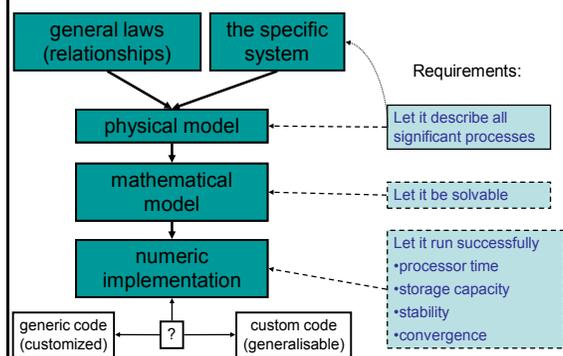 general laws
(relationships)
the specific
system
Requirements:
physical model
Let it describe all
significant processes
mathematical
model
Let it be solvable
numeric
implementation
Let it run successfully
•processor time
•storage capacity
•stability
•convergence
generic code
(customized)
?
custom code
(generalisable)